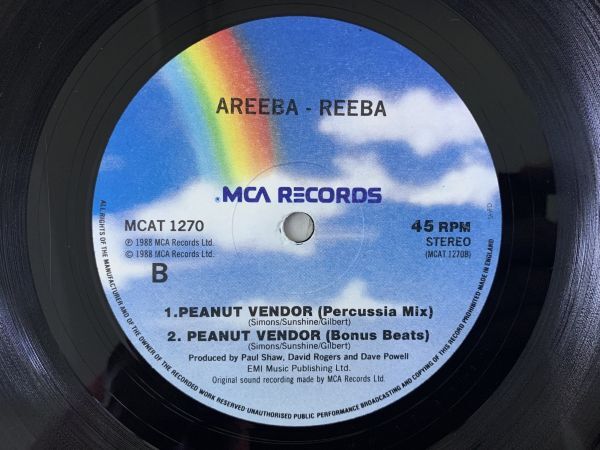 AREEBA - REEBA
MCA RECORDS
MCAT 1270
℗ 1988 MCA Records Ltd.
© 1988 MCA Records Ltd.
B
45 RPM
STEREO
(MCAT 1270B)
1.PEANUT VENDOR (Percussia Mix)
(Simons/Sunshine/Gilbert)
2. PEANUT VENDOR (Bonus Beats)
(Simons/Sunshine/Gilbert)
Produced by Paul Shaw, David Rogers and Dave Powell
EMI Music Publishing Ltd.
Original sound recording made by MCA Records Ltd.
ALL RIGHTS OF THE MANUFACTURER AND OF THE OWNER OF THE RECORDED WORK RESERVED UNAUTHORISED PUBLIC PERFORMANCE BROADCASTING AND COPYING OF THIS RECORD PROHIBITED MADE IN ENGLAND